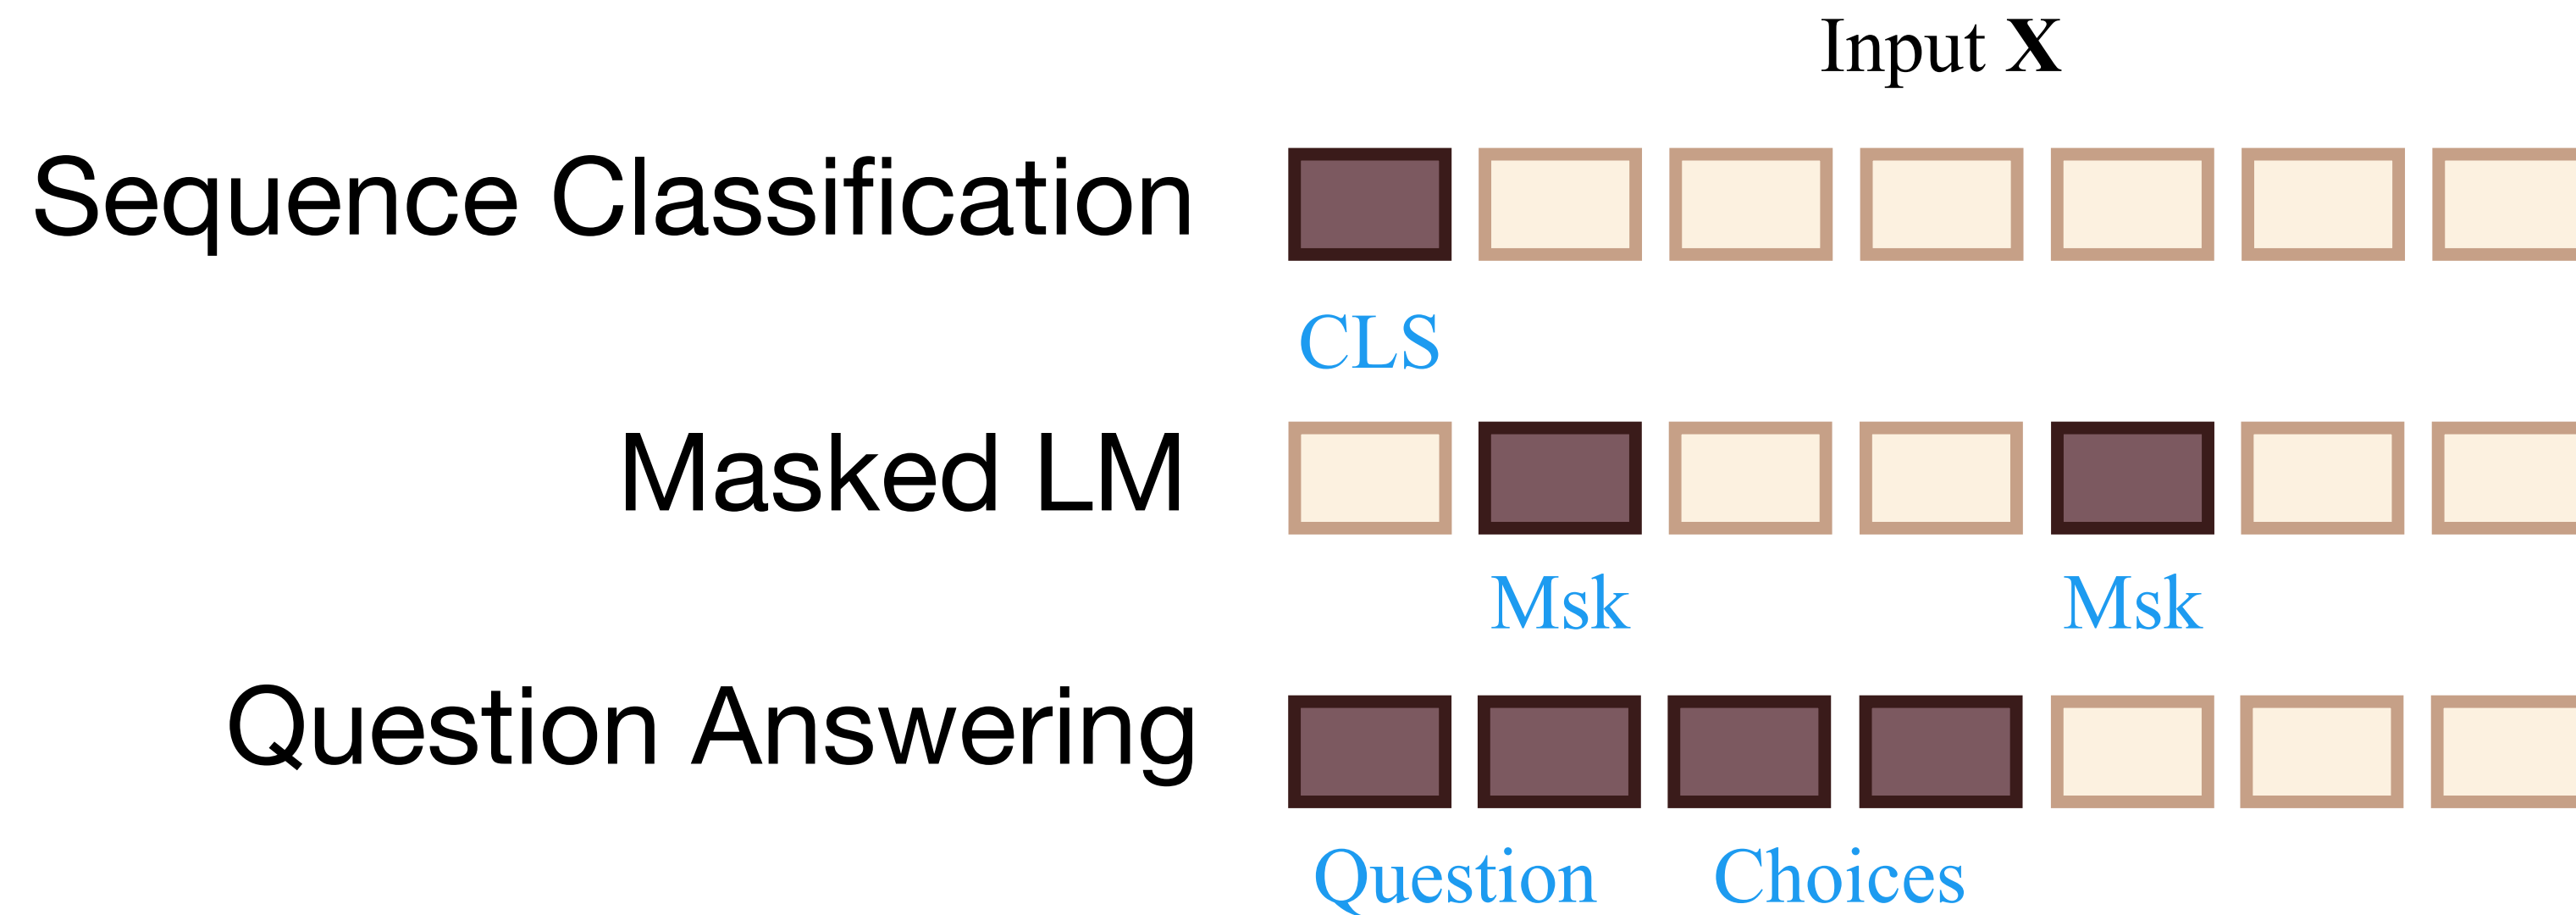 Input X
Sequence Classification
CLS
Masked LM
Msk Msk
Question Answering
Question Choices